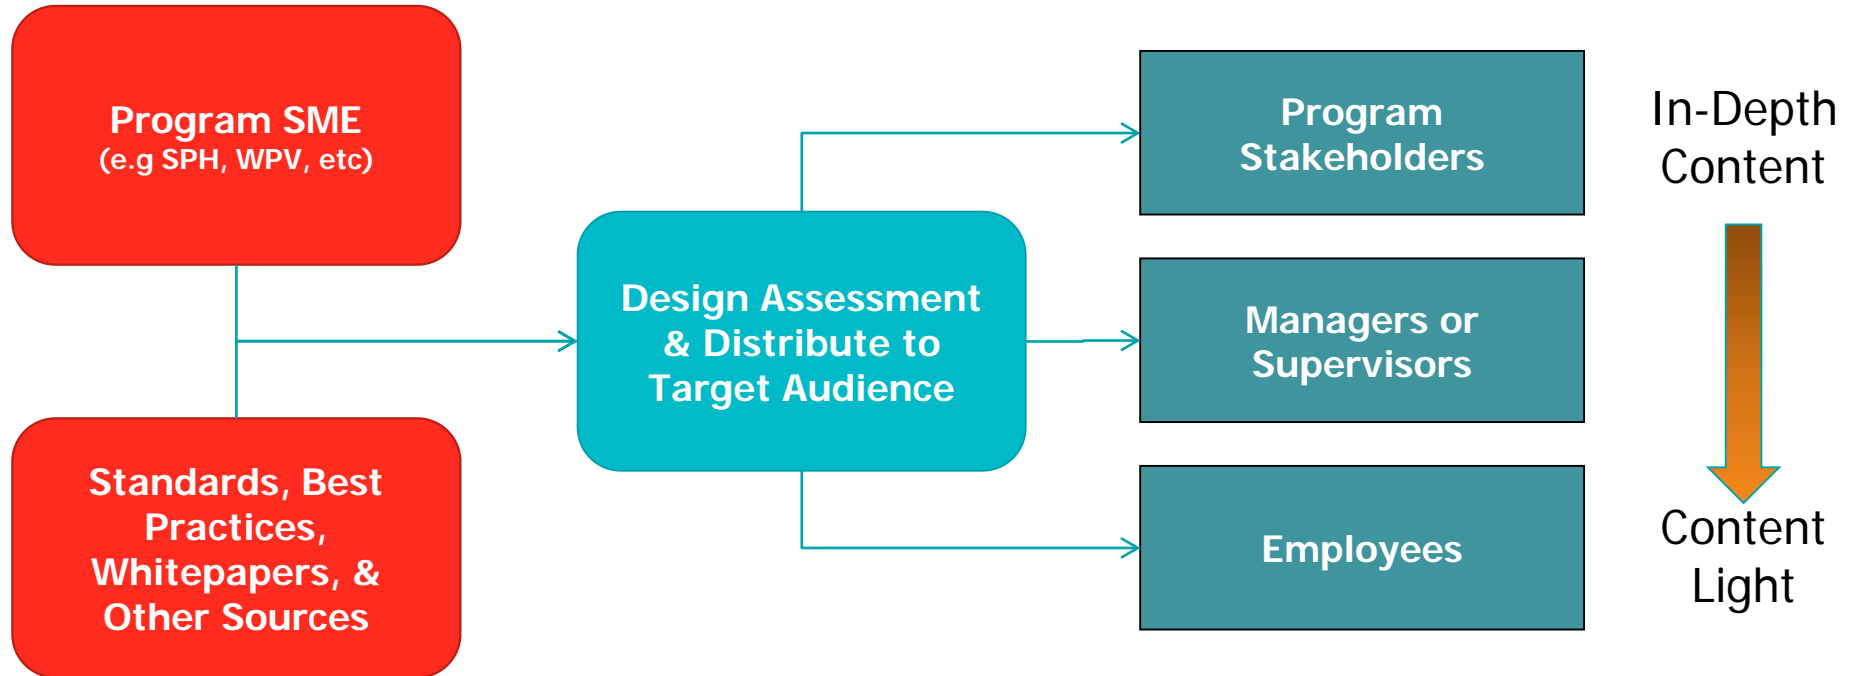 Program SME
(e.g SPH, WPV, etc)
Standards, Best
Practices,
Whitepapers, &
Other Sources
Design Assessment
& Distribute to
Target Audience
Program
Stakeholders
Managers or
Supervisors
Employees
In-Depth
Content
Content
Light